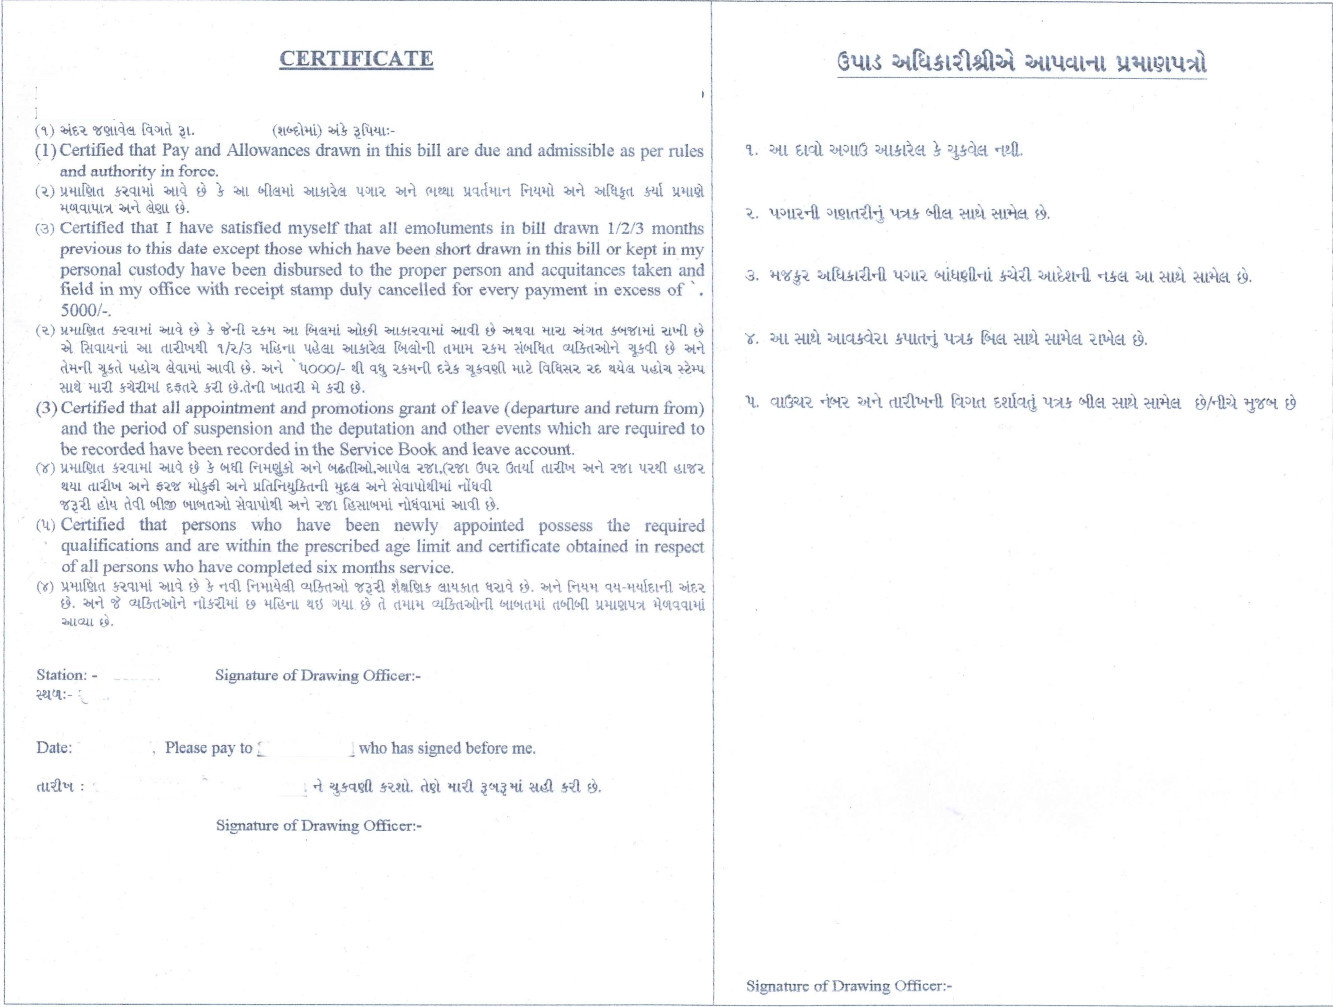 CERTIFICATE
(૧) અંદર જણાવેલ વિગતે રૂા. (શબ્દોમાં) અંકે રૂપિયા:-
(1) Certified that Pay and Allowances drawn in this bill are due and admissible as per rules
and authority in force.
(૨) પ્રમાણિત કરવામાં આવે છે કે આ બીલમાં આકારેલ પગાર અને ભથ્થા પ્રવર્તમાન નિયમો અને અધિકૃત કર્યા પ્રમાણે
મળવાપાત્ર અને લેણા છે.
(૩) Certified that I have satisfied myself that all emoluments in bill drawn 1/2/3 months
previous to this date except those which have been short drawn in this bill or kept in my
personal custody have been disbursed to the proper person and acquitances taken and
field in my office with receipt stamp duly cancelled for every payment in excess of `.
5000/-.
(૨) પ્રમાણિત કરવામાં આવે છે કે જેની રકમ આ બિલમાં ઓછી આકારવામાં આવી છે અથવા મારા અંગત કબજામાં રાખી છે
એ સિવાયનાં આ તારીખથી ૧/૨/૩ મહિના પહેલા આકારેલ બિલોની તમામ રકમ સંબધિત વ્યકિતઓને ચૂકવી છે અને
તેમની ચૂકતે પહોચ લેવામાં આવી છે. અને `૫૦૦૦/- થી વધુ રકમની દરેક ચૂકવણી માટે વિધિસર રદ થયેલ પહોચ સ્ટેમ્પ
સાથે મારી કચેરીમાં દફતરે કરી છે.તેની ખાતરી મે કરી છે.
(3) Certified that all appointment and promotions grant of leave (departure and return from)
and the period of suspension and the deputation and other events which are required to
be recorded have been recorded in the Service Book and leave account.
(૪) પ્રમાણિત કરવામાં આવે છે કે બધી નિમણુંકો અને બઢતીઓ,આપેલ રજા,(રજા ઉપર ઉતર્યા તારીખ અને રજા પરથી હાજર
થયા તારીખ અને ફરજ મોકુફી અને પ્રતિનિયુકિતની મુદલ અને સેવાપોથીમાં નોંધવી
જરૂરી હોય તેવી બીજી બાબતઓ સેવાપોથી અને રજા હિસાબમાં નોધંવામાં આવી છે.
(૫) Certified that persons who have been newly appointed possess the required
qualifications and are within the prescribed age limit and certificate obtained in respect
of all persons who have completed six months service.
(૪) પ્રમાણિત કરવામાં આવે છે કે નવી નિમાયેલી વ્યકિતઓ જરૂરી શૈક્ષણિક લાયકાત ધરાવે છે. અને નિયમ વય-મર્યાદાની અંદર
છે. અને જે વ્યકિતઓને નોકરીમાં છ મહિના થઇ ગયા છે તે તમામ વ્યકિતઓની બાબતમાં તબીબી પ્રમાણપત્ર મેળવવામાં
આવ્યા છે.
Station: - Signature of Drawing Officer:-
સ્થળ:-
Date: , Please pay to who has signed before me.
તારીખ : ને ચુકવણી કરશો. તેણે મારી રૂબરૂમાં સહી કરી છે.
Signature of Drawing Officer:-
ઉપાડ અધિકારીશ્રીએ આપવાના પ્રમાણપત્રો
૧. આ દાવો અગાઉ આકારેલ કે ચુકવેલ નથી.
૨. પગારની ગણતરીનું પત્રક બીલ સાથે સામેલ છે.
૩. મજકુર અધિકારીની પગાર બાંધણીનાં કચેરી આદેશની નકલ આ સાથે સામેલ છે.
૪. આ સાથે આવકવેરા કપાતનું પત્રક બિલ સાથે સામેલ રાખેલ છે.
૫. વાઉચર નંબર અને તારીખની વિગત દર્શાવતું પત્રક બીલ સાથે સામેલ છે/નીચે મુજબ છે
Signature of Drawing Officer:-